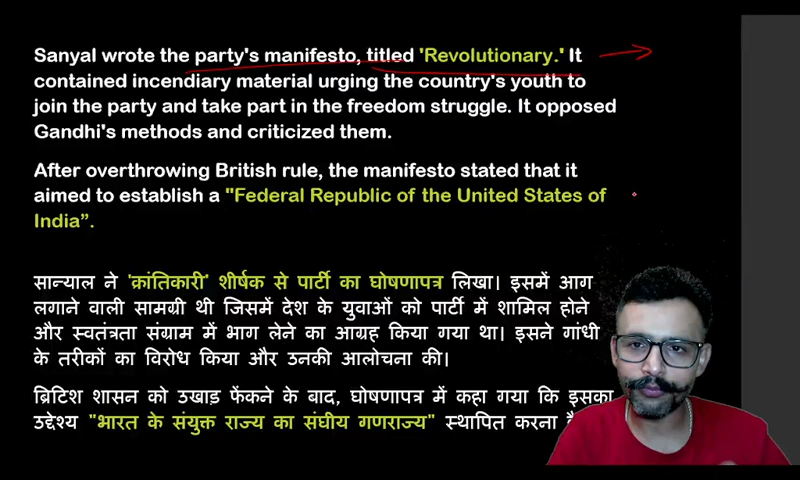 Sanyal wrote the party's manifesto, titled 'Revolutionary.' It
contained incendiary material urging the country's youth to
join the party and take part in the freedom struggle. It opposed
Gandhi's methods and criticized them.
After overthrowing British rule, the manifesto stated that it
aimed to establish a "Federal Republic of the United States of
India”.
सान्याल ने 'क्रांतिकारी' शीर्षक से पार्टी का घोषणापत्र लिखा। इसमें आग
लगाने वाली सामग्री थी जिसमें देश के युवाओं को पार्टी में शामिल होने
और स्वतंत्रता संग्राम में भाग लेने का आग्रह किया गया था। इसने गांधी
के तरीकों का विरोध किया और उनकी आलोचना की।
ब्रिटिश शासन को उखाड़ फेंकने के बाद, घोषणापत्र में कहा गया कि इसका
उद्देश्य "भारत के संयुक्त राज्य का संघीय गणराज्य" स्थापित करना